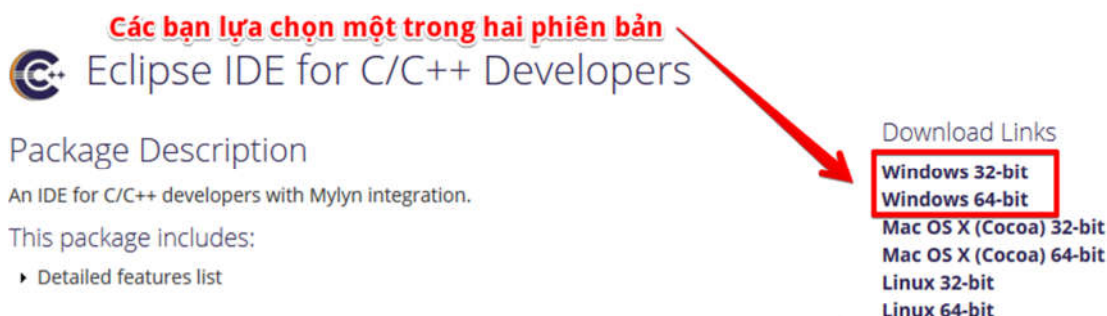 Các bạn lựa chọn một trong hai phiên bản
Eclipse IDE for C/C++ Developers
Package Description
An IDE for C/C++ developers with Mylyn integration.
This package includes:
Detailed features list
Download Links
Windows 32-bit
Windows 64-bit
Mac OS X (Cocoa) 32-bit
Mac OS X (Cocoa) 64-bit
Linux 32-bit
Linux 64-bit